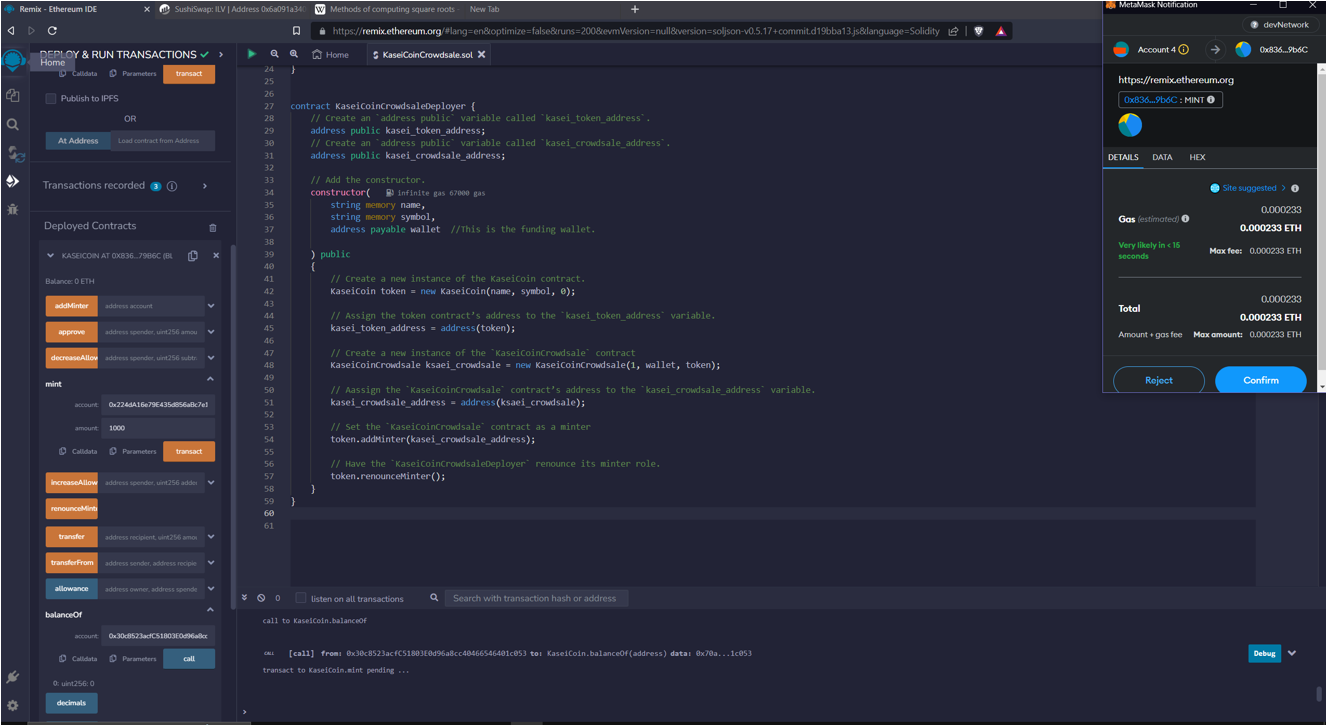 Remix - Ethereum IDE
SushiSwap: ILV | Address 0x6a091a340
Methods of computing square roots
New Tab
https://remix.ethereum.org/#lang=en&optimize=false&runs=200&evmVersion=null&version=soljson-v0.5.17+commit.d19bba13.js&language=Solidity
DEPLOY & RUN TRANSACTIONS
Home
Calldata
Parameters
transact
Publish to IPFS
OR
At Address
Load contract from Address
Transactions recorded
3
Deployed Contracts
KASEICOIN AT 0X836...79B6C (BL
Balance: 0 ETH
addMinter
address account
approve
address spender, uint256 amou
decreaseAllow
address spender, uint256 subtr
mint
account:
0x224dA16e79E435d856aBc7e1
amount:
1000
Calldata
Parameters
transact
increaseAllow
address spender, uint256 addin
renounceMint
transfer
address recipient, uint256 amou
transferFrom
address sender, address recipie
allowance
address owner, address spende
balanceOf
account:
0x30c8523acfC51803E0d96a8cc
Calldata
Parameters
call
0: uint256: 0
decimals
Home
KaseiCoinCrowdsale.sol
24 }
25
26
27 contract KaseiCoinCrowdsaleDeployer {
28 // Create an `address public` variable called `kasei_token_address`.
29 address public kasei_token_address;
30 // Create an `address public` variable called `kasei_crowdsale_address`.
31 address public kasei_crowdsale_address;
32
33 // Add the constructor.
34 constructor( infinite gas 67000 gas
35 string memory name,
36 string memory symbol,
37 address payable wallet //This is the funding wallet.
38
39 ) public
40 {
41 // Create a new instance of the KaseiCoin contract.
42 KaseiCoin token = new KaseiCoin(name, symbol, 0);
43
44 // Assign the token contract’s address to the `kasei_token_address` variable.
45 kasei_token_address = address(token);
46
47 // Create a new instance of the `KaseiCoinCrowdsale` contract
48 KaseiCoinCrowdsale ksaei_crowdsale = new KaseiCoinCrowdsale(1, wallet, token);
49
50 // Aassign the `KaseiCoinCrowdsale` contract’s address to the `kasei_crowdsale_address` variable.
51 kasei_crowdsale_address = address(ksaei_crowdsale);
52
53 // Set the `KaseiCoinCrowdsale` contract as a minter
54 token.addMinter(kasei_crowdsale_address);
55
56 // Have the `KaseiCoinCrowdsaleDeployer` renounce its minter role.
57 token.renounceMinter();
58 }
59 }
60
61
0
listen on all transactions
Search with transaction hash or address
call to KaseiCoin.balanceOf
CALL [call] from: 0x30c8523acfC51803E0d96a8cc40466546401c053 to: KaseiCoin.balanceOf(address) data: 0x70a...1c053
Debug
transact to KaseiCoin.mint pending ...
>
MetaMask Notification
devNetwork
Account 4
0x836...9b6C
https://remix.ethereum.org
0x836...9b6C : MINT
DETAILS
DATA
HEX
Site suggested >
0.000233
Gas (estimated)
0.000233 ETH
Very likely in < 15 seconds
Max fee: 0.000233 ETH
0.000233
Total
0.000233 ETH
Amount + gas fee
Max amount: 0.000233 ETH
Reject
Confirm